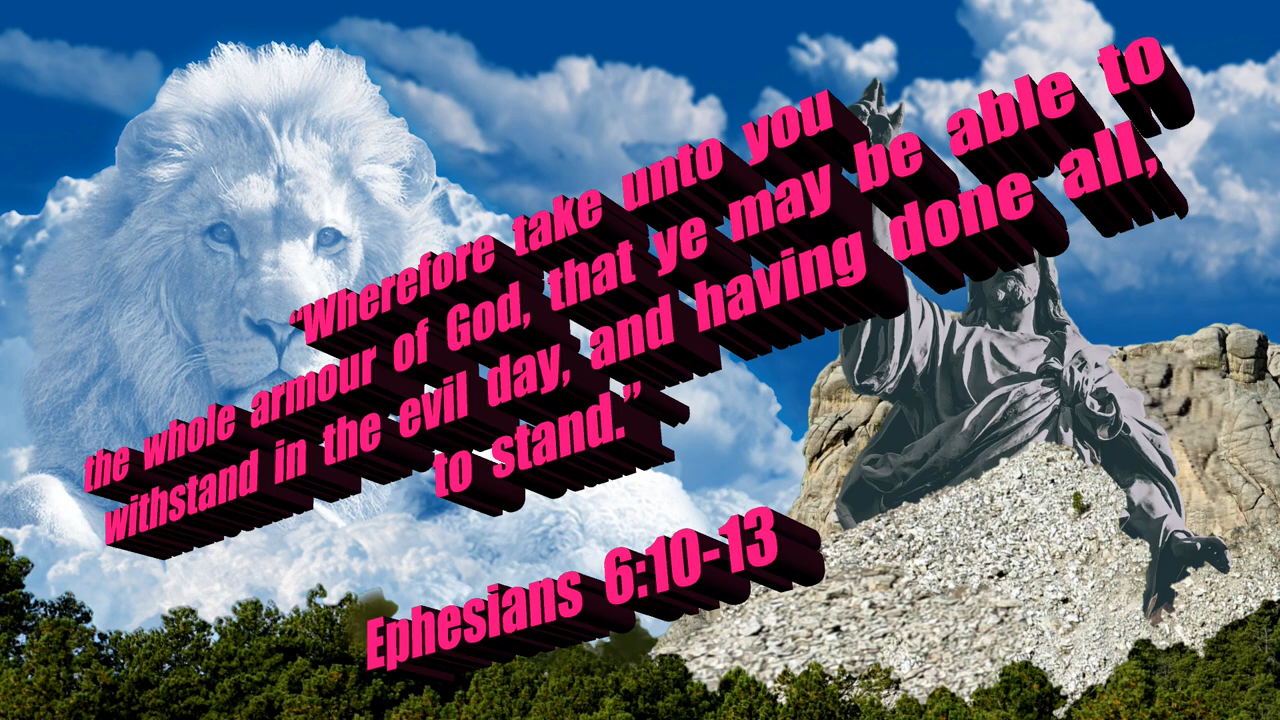 “Wherefore take unto you
the whole armour of God, that ye may be able to
withstand in the evil day, and having done all,
to stand.”
Ephesians 6:10-13